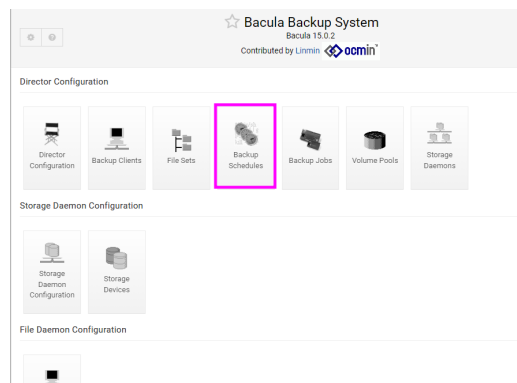 Bacula Backup System
Bacula 15.0.2
Contributed by Linmin ocmin
Director Configuration
Director
Configuration
Backup Clients
File Sets
Backup
Schedules
Backup Jobs
Volume Pools
Storage
Daemons
Storage Daemon Configuration
Storage
Daemon
Configuration
Storage
Devices
File Daemon Configuration